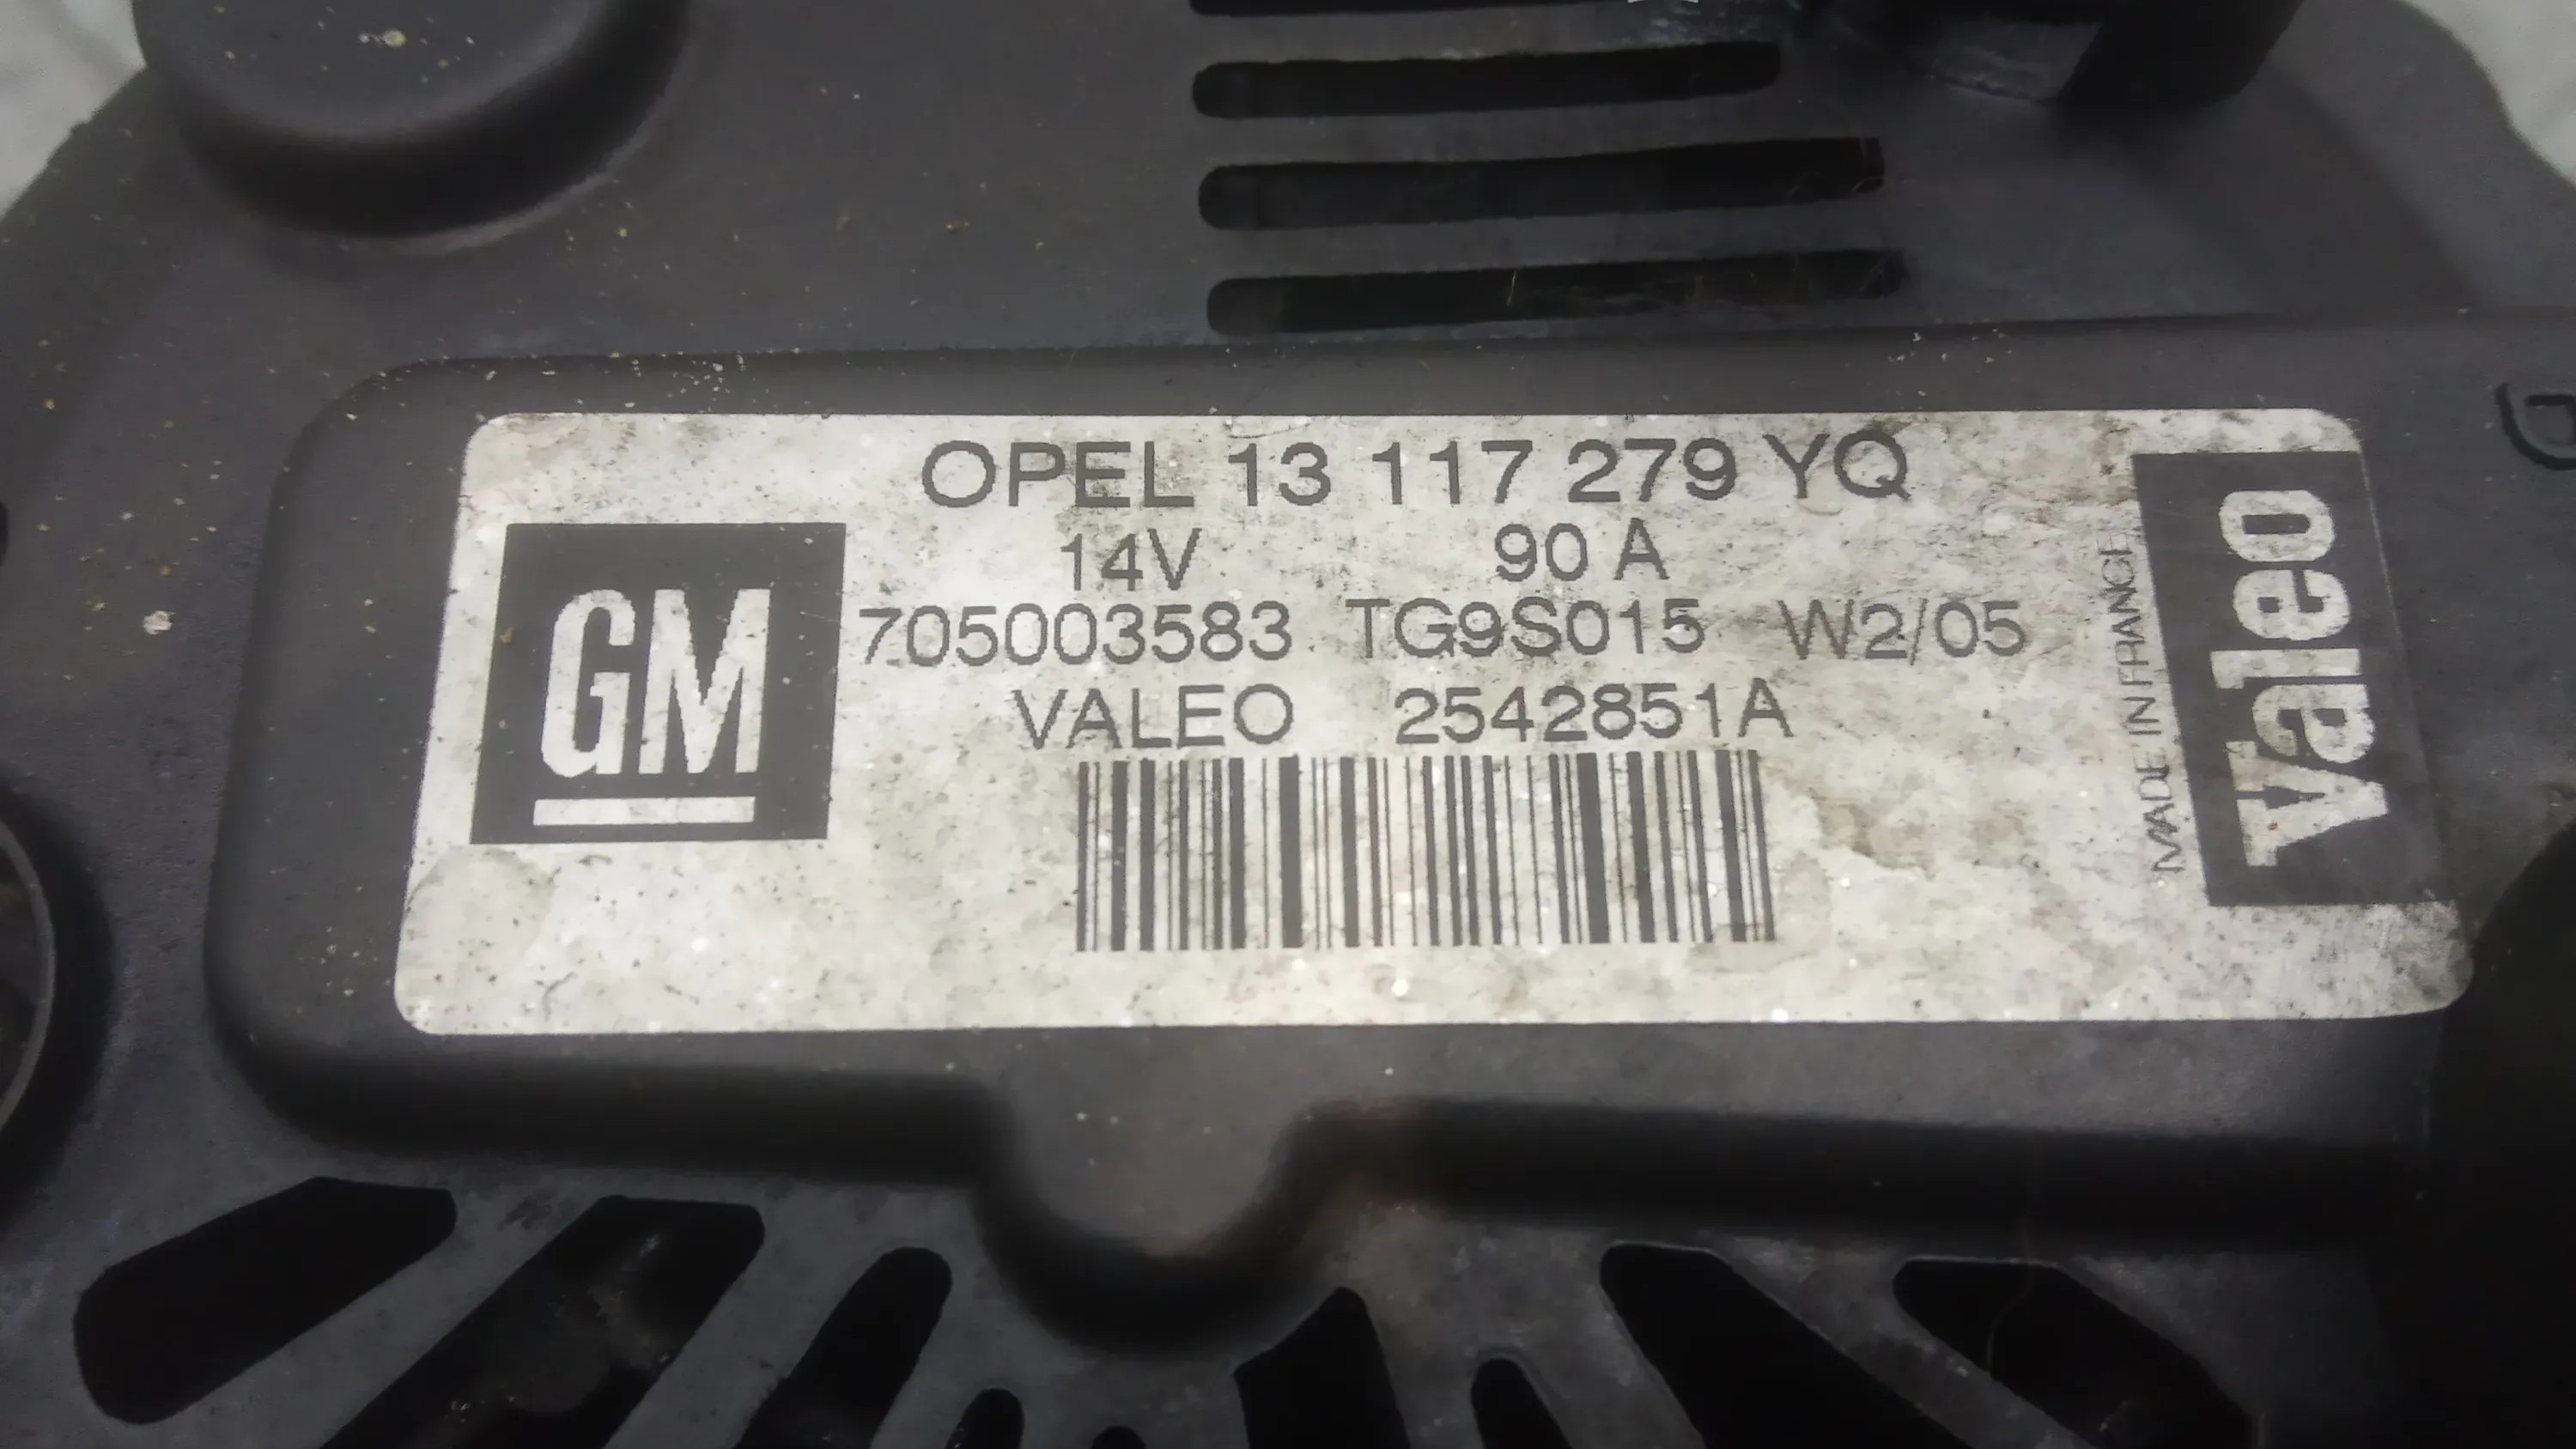 OPEL 13 117 279 YQ
14V 90 A
705003583 TG9S015 W2/05
VALEO 2542851A
GM
MADE IN FRANCE
Valeo